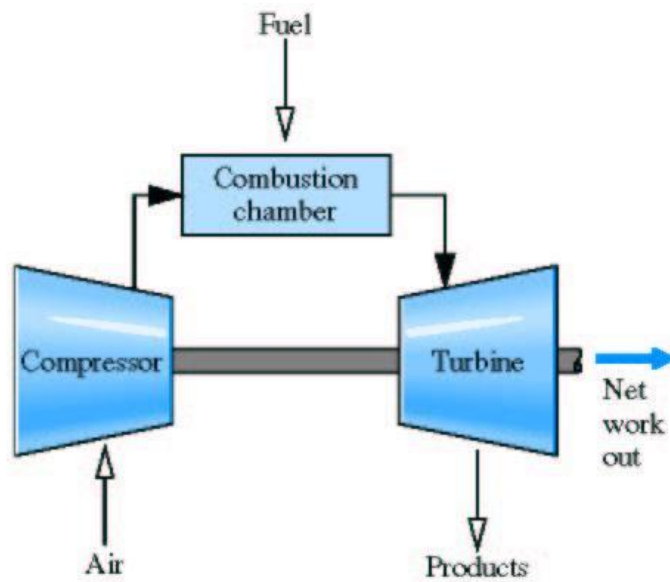 Fuel
Combustion
chamber
Compressor
Turbine
Net
work
out
Air
Products